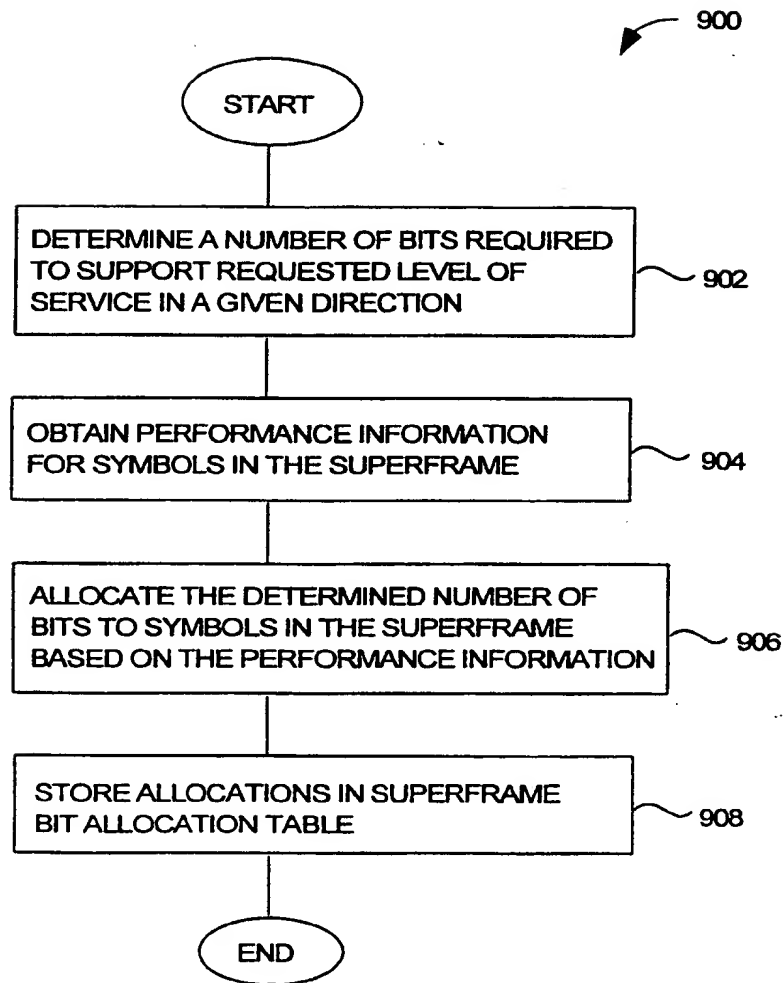 900
START
DETERMINE A NUMBER OF BITS REQUIRED
TO SUPPORT REQUESTED LEVEL OF
SERVICE IN A GIVEN DIRECTION
902
OBTAIN PERFORMANCE INFORMATION
FOR SYMBOLS IN THE SUPERFRAME
904
ALLOCATE THE DETERMINED NUMBER OF
BITS TO SYMBOLS IN THE SUPERFRAME
BASED ON THE PERFORMANCE INFORMATION
906
STORE ALLOCATIONS IN SUPERFRAME
BIT ALLOCATION TABLE
908
END